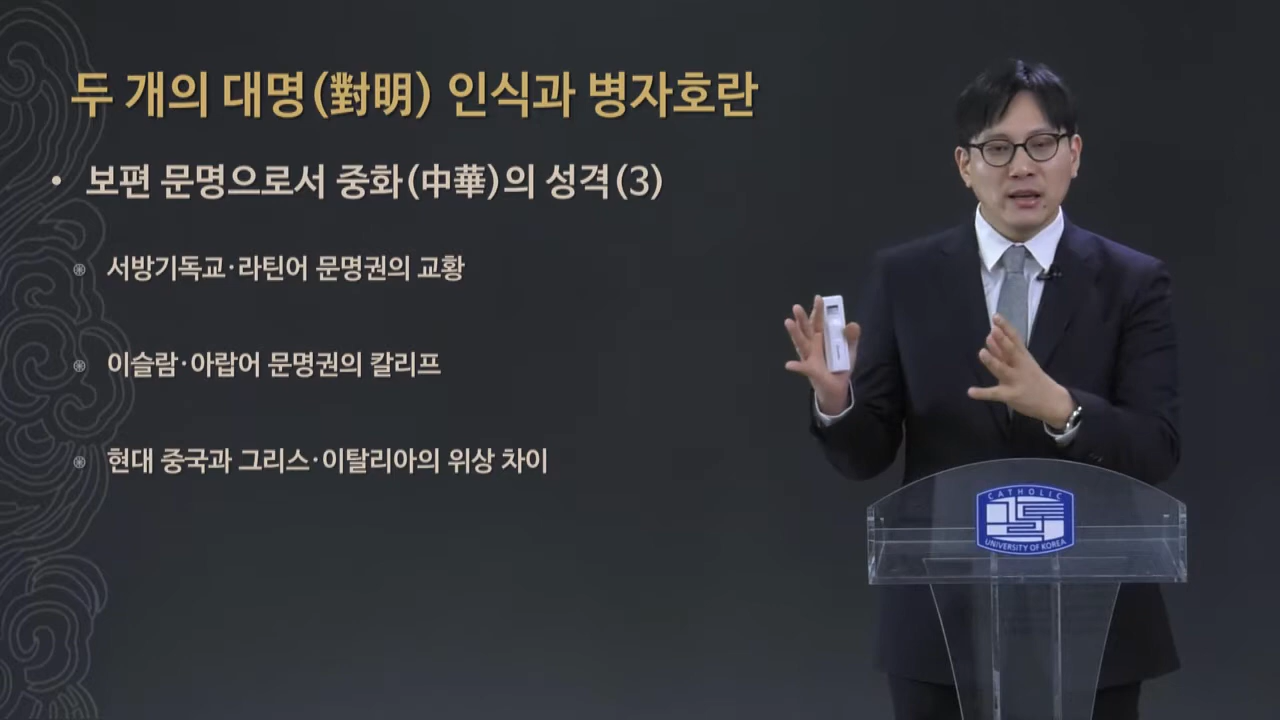 두 개의 대명(對明) 인식과 병자호란
• 보편 문명으로서 중화(中華)의 성격(3)
서방기독교·라틴어 문명권의 교황
이슬람·아랍어 문명권의 칼리프
현대 중국과 그리스·이탈리아의 위상 차이
CATHOLIC
UNIVERSITY OF KOREA